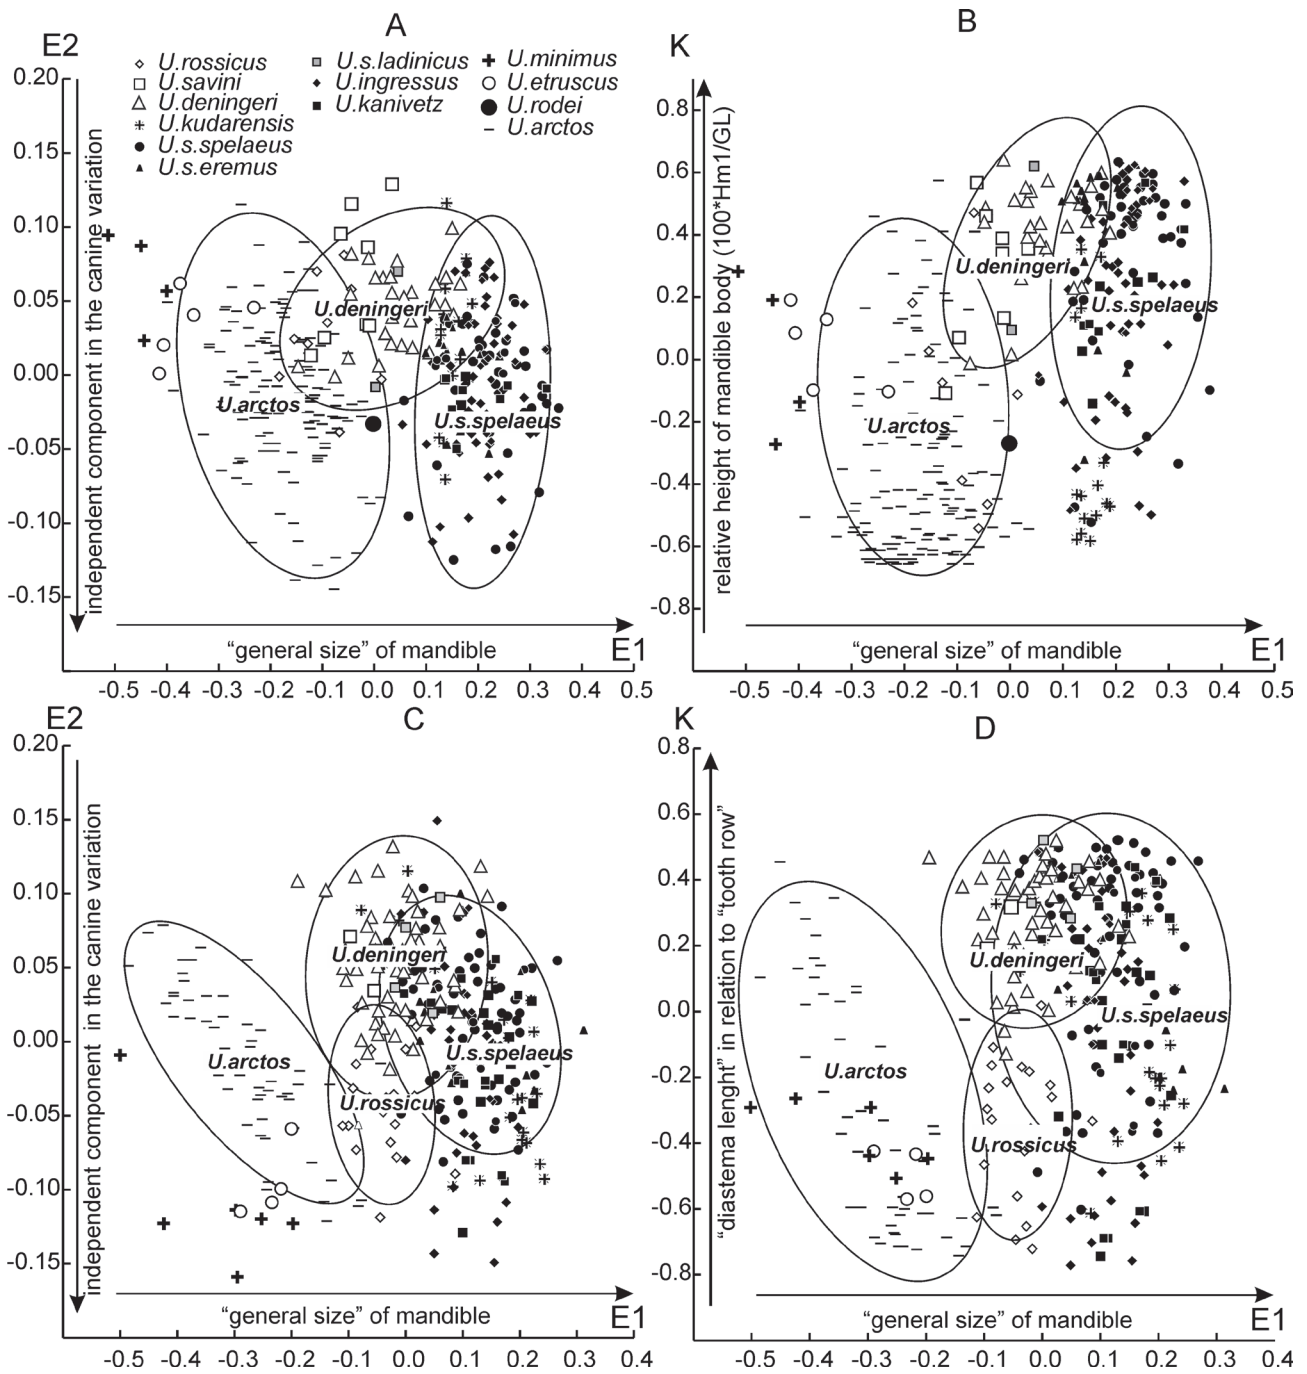 A
E2
U.rossicus
U.savini
U.deningeri
U.kudarensis
U.s.spelaeus
U.s.eremus
U.s.ladinicus
U.ingressus
U.kanivetz
U.minimus
U.etruscus
U.rodei
U.arctos
0.20
0.15
0.10
0.05
0.00
-0.05
-0.10
-0.15
independent component in the canine variation
U.deningeri
U.arctos
U.s.spelaeus
“general size” of mandible
E1
-0.5 -0.4 -0.3 -0.2 -0.1 0.0 0.1 0.2 0.3 0.4 0.5
B
K
0.8
0.6
0.4
0.2
0.0
-0.2
-0.4
-0.6
-0.8
relative height of mandible body (100*Hm1/GL)
U.deningeri
U.s.spelaeus
U.arctos
“general size” of mandible
E1
-0.5 -0.4 -0.3 -0.2 -0.1 0.0 0.1 0.2 0.3 0.4 0.5
C
E2
0.20
0.15
0.10
0.05
0.00
-0.05
-0.10
-0.15
independent component in the canine variation
U.deningeri
U.arctos
U.s.spelaeus
U.rossicus
“general size” of mandible
E1
-0.5 -0.4 -0.3 -0.2 -0.1 0.0 0.1 0.2 0.3 0.4
D
K
0.8
0.6
0.4
0.2
0.0
-0.2
-0.4
-0.6
-0.8
“diastema lenght” in relation to “tooth row”
U.deningeri
U.s.spelaeus
U.arctos
U.rossicus
“general size” of mandible
E1
-0.5 -0.4 -0.3 -0.2 -0.1 0.0 0.1 0.2 0.3 0.4